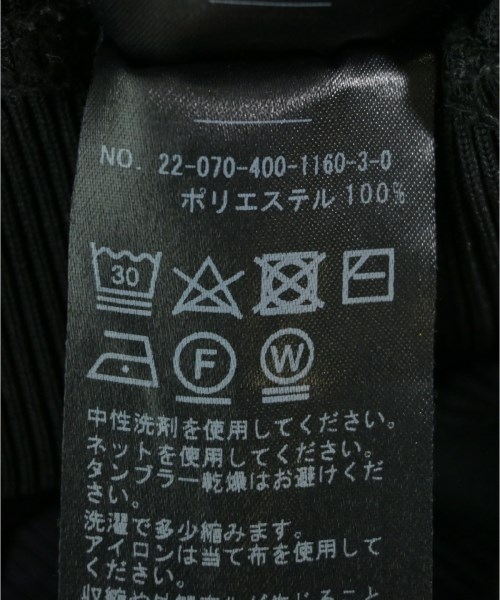 NO. 22-070-400-1160-3-0
ポリエステル 100%
30
F W
中性洗剤を使用してください。
ネットを使用してください。
タンブラー乾燥はお避けくだ
さい。
洗濯で多少縮みます。
アイロンは当て布を使用して
ください。